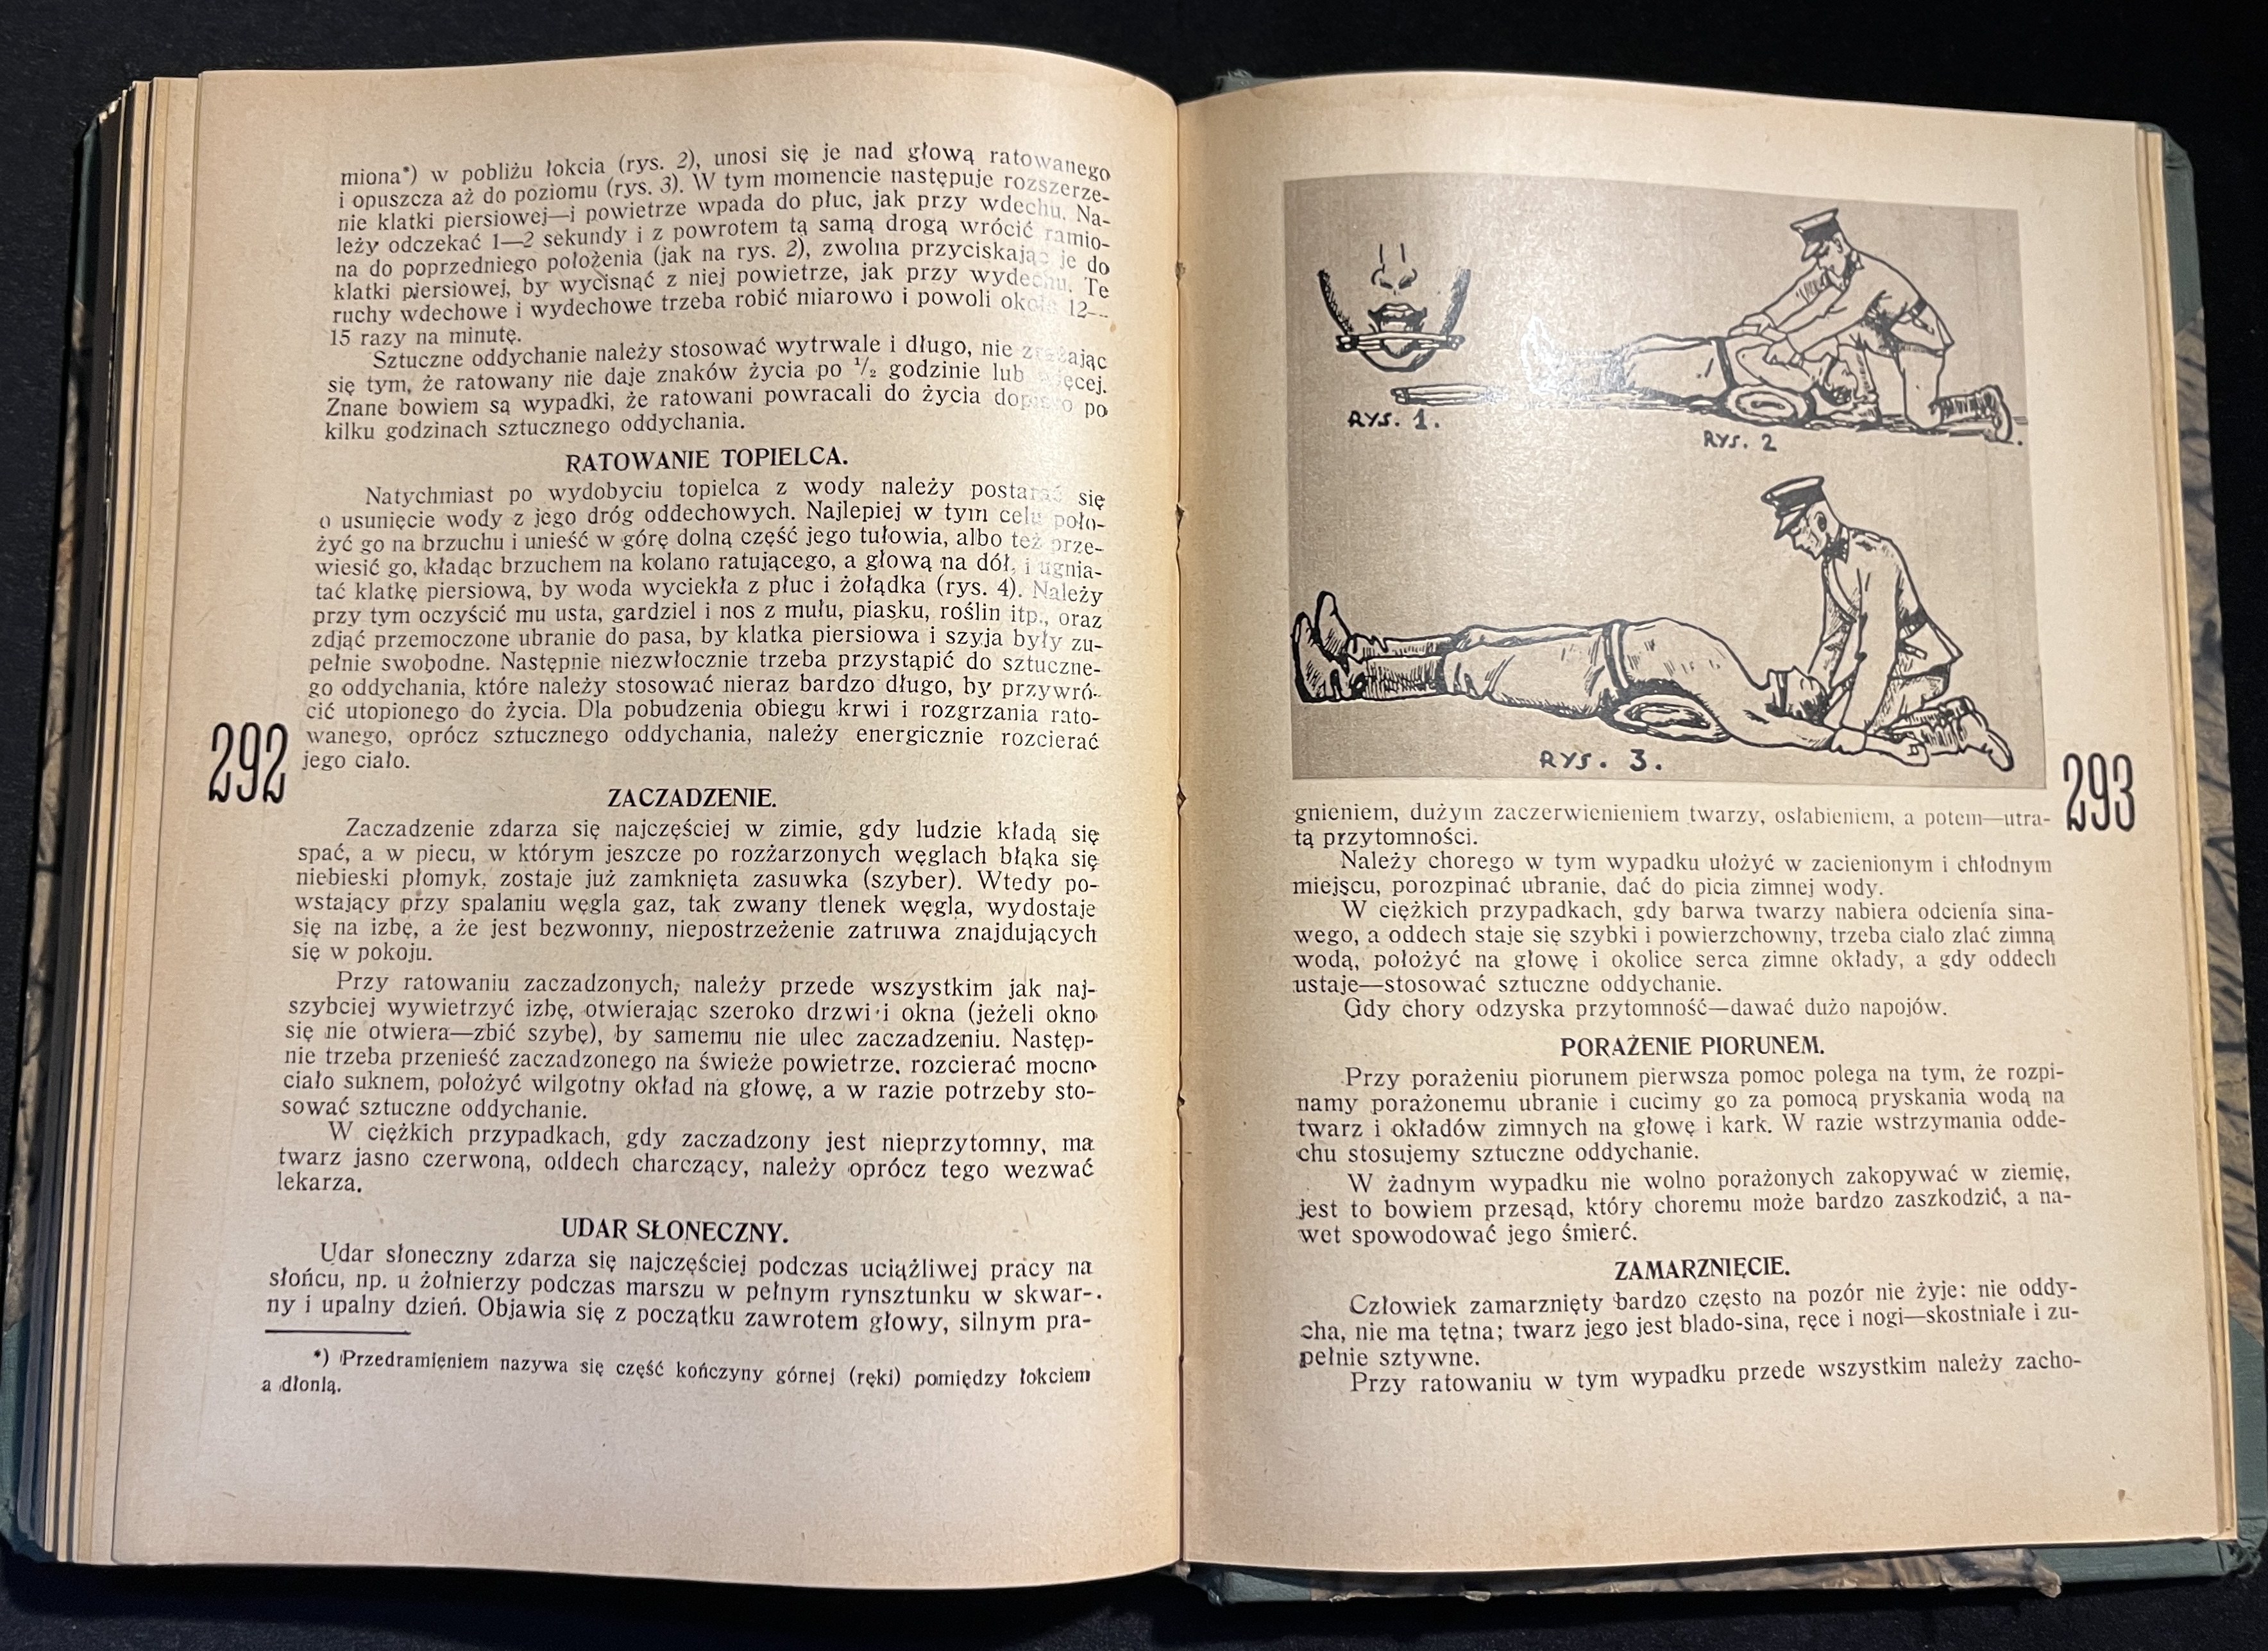 miona*) w pobliżu łokcia (rys. 2), unosi się je nad głową ratowanego
i opuszcza aż do poziomu (rys. 3). W tym momencie następuje rozszerze-
nie klatki piersiowej—i powietrze wpada do płuc, jak przy wdechu. Na-
leży odczekać 1—2 sekundy i z powrotem tą samą drogą wrócić ramio-
na do poprzedniego położenia (jak na rys. 2), zwolna przyciskając je do
klatki piersiowej, by wycisnąć z niej powietrze, jak przy wydechu. Te
ruchy wdechowe i wydechowe trzeba robić miarowo i powoli około 12—
15 razy na minutę.
Sztuczne oddychanie należy stosować wytrwale i długo, nie zrażając
się tym, że ratowany nie daje znaków życia po 1/2 godzinie lub więcej.
Znane bowiem są wypadki, że ratowani powracali do życia dopiero po
kilku godzinach sztucznego oddychania.
RATOWANIE TOPIELCA.
Natychmiast po wydobyciu topielca z wody należy postarać się
o usunięcie wody z jego dróg oddechowych. Najlepiej w tym celu poło-
żyć go na brzuchu i unieść w górę dolną część jego tułowia, albo też prze-
wiesić go, kładąc brzuchem na kolano ratującego, a głową na dół, i ugnia-
tać klatkę piersiową, by woda wyciekła z płuc i żołądka (rys. 4). Należy
przy tym oczyścić mu usta, gardziel i nos z mułu, piasku, roślin itp., oraz
zdjąć przemoczone ubranie do pasa, by klatka piersiowa i szyja były zu-
pełnie swobodne. Następnie niezwłocznie trzeba przystąpić do sztuczne-
go oddychania, które należy stosować nieraz bardzo długo, by przywró-
cić utopionego do życia. Dla pobudzenia obiegu krwi i rozgrzania rato-
wanego, oprócz sztucznego oddychania, należy energicznie rozcierać
jego ciało.
292
ZACZADZENIE.
Zaczadzenie zdarza się najczęściej w zimie, gdy ludzie kładą się
spać, a w piecu, w którym jeszcze po rozżarzonych węglach błąka się
niebieski płomyk, zostaje już zamknięta zasuwka (szyber). Wtedy po-
wstający przy spalaniu węgla gaz, tak zwany tlenek węgla, wydostaje
się na izbę, a że jest bezwonny, niepostrzeżenie zatruwa znajdujących
się w pokoju.
Przy ratowaniu zaczadzonych, należy przede wszystkim jak naj-
szybciej wywietrzyć izbę, otwierając szeroko drzwi i okna (jeżeli okno
się nie otwiera—zbić szybę), by samemu nie ulec zaczadzeniu. Następ-
nie trzeba przenieść zaczadzonego na świeże powietrze, rozcierać mocno
ciało suknem, położyć wilgotny okład na głowę, a w razie potrzeby sto-
sować sztuczne oddychanie.
W ciężkich przypadkach, gdy zaczadzony jest nieprzytomny, ma
twarz jasno czerwoną, oddech charczący, należy oprócz tego wezwać
lekarza.
UDAR SŁONECZNY.
Udar słoneczny zdarza się najczęściej podczas uciążliwej pracy na
słońcu, np. u żołnierzy podczas marszu w pełnym rynsztunku w skwar-
ny i upalny dzień. Objawia się z początku zawrotem głowy, silnym pra-
*) Przedramieniem nazywa się część kończyny górnej (ręki) pomiędzy łokciem
a dłonią.
RYS. 1.
RYS. 2
RYS. 3.
293
gnieniem, dużym zaczerwienieniem twarzy, osłabieniem, a potem—utra-
tą przytomności.
Należy chorego w tym wypadku ułożyć w zacienionym i chłodnym
miejscu, porozpinać ubranie, dać do picia zimnej wody.
W ciężkich przypadkach, gdy barwa twarzy nabiera odcienia sina-
wego, a oddech staje się szybki i powierzchowny, trzeba ciało zlać zimną
wodą, położyć na głowę i okolice serca zimne okłady, a gdy oddech
ustaje—stosować sztuczne oddychanie.
Gdy chory odzyska przytomność—dawać dużo napojów.
PORAŻENIE PIORUNEM.
Przy porażeniu piorunem pierwsza pomoc polega na tym, że rozpi-
namy porażonemu ubranie i cucimy go za pomocą pryskania wodą na
twarz i okładów zimnych na głowę i kark. W razie wstrzymania odde-
chu stosujemy sztuczne oddychanie.
W żadnym wypadku nie wolno porażonych zakopywać w ziemię,
jest to bowiem przesąd, który choremu może bardzo zaszkodzić, a na-
wet spowodować jego śmierć.
ZAMARZNIĘCIE.
Człowiek zamarznięty bardzo często na pozór nie żyje: nie oddy-
cha, nie ma tętna; twarz jego jest blado-sina, ręce i nogi—skostniałe i zu-
pełnie sztywne.
Przy ratowaniu w tym wypadku przede wszystkim należy zacho-